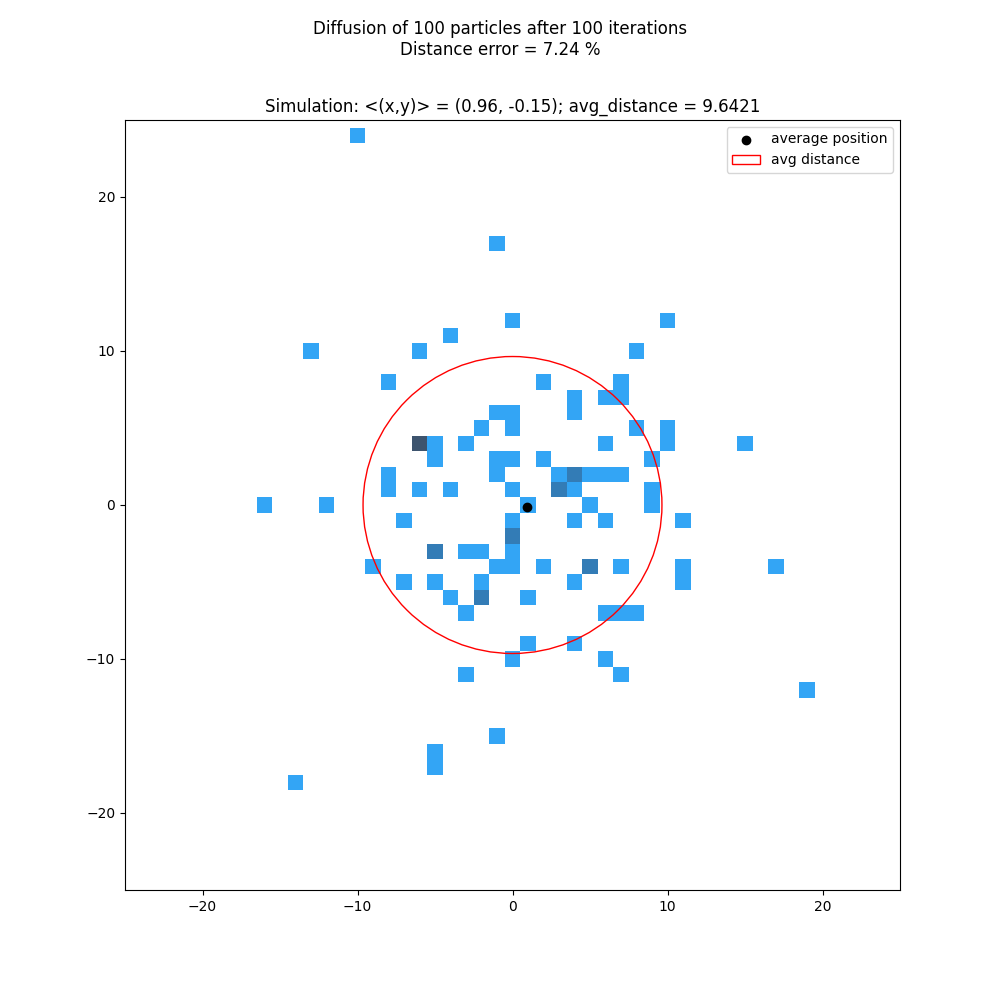 Diffusion of 100 particles after 100 iterations
Distance error = 7.24 %
Simulation: <(x,y)> = (0.96, -0.15); avg_distance = 9.6421
average position
avg distance
20
10
0
−10
−20
−20
−10
0
10
20